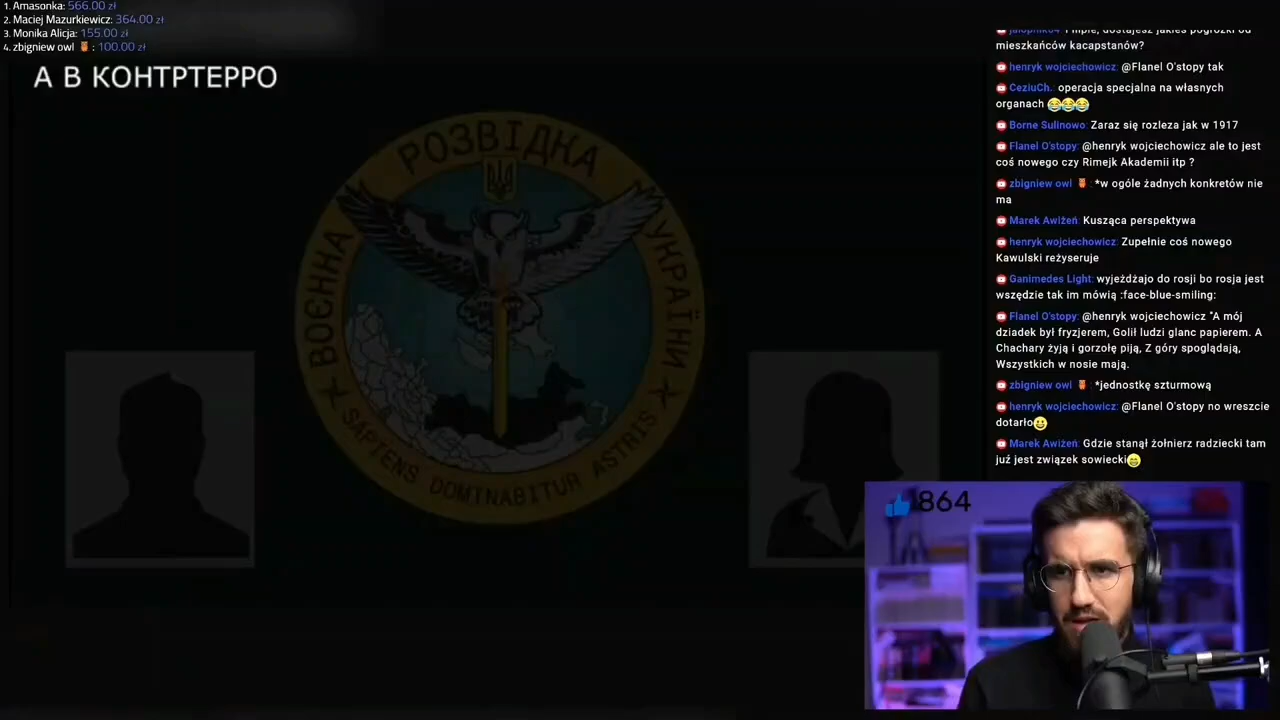 1. Amasonka: 566.00 zł
2. Maciej Mazurkiewicz: 364.00 zł
3. Monika Alicja: 155.00 zł
4. zbigniew owl 🦉 : 100.00 zł
А В КОНТРТЕРРО
ВОЄННА РОЗВІДКА УКРАЇНИ
SAPIENS DOMINABITUR ASTRIS
mieszkańców kacapstanów?
henryk wojciechowicz: @Flanel O'stopy tak
CeziuCh.: operacja specjalna na własnych
organach 😂😂😂
Borne Sulinowo: Zaraz się rozleza jak w 1917
Flanel O'stopy: @henryk wojciechowicz ale to jest
coś nowego czy Rimejk Akademii itp ?
zbigniew owl 🦉 : *w ogóle żadnych konkretów nie
ma
Marek Awiżeń: Kusząca perspektywa
henryk wojciechowicz: Zupełnie coś nowego
Kawulski reżyseruje
Ganimedes Light: wyjeżdżajo do rosji bo rosja jest
wszędzie tak im mówią :face-blue-smiling:
Flanel O'stopy: @henryk wojciechowicz "A mój
dziadek był fryzjerem, Golił ludzi glanc papierem. A
Chachary żyją i gorzołę piją, Z góry spoglądają,
Wszystkich w nosie mają.
zbigniew owl 🦉 : *jednostkę szturmową
henryk wojciechowicz: @Flanel O'stopy no wreszcie
dotarło😀
Marek Awiżeń: Gdzie stanął żołnierz radziecki tam
już jest związek sowiecki😁
864